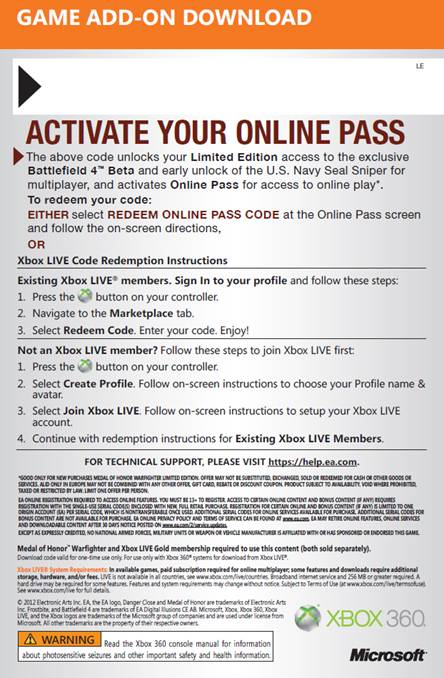 GAME ADD-ON DOWNLOAD
LE
ACTIVATE YOUR ONLINE PASS
The above code unlocks your Limited Edition access to the exclusive
Battlefield 4™ Beta and early unlock of the U.S. Navy Seal Sniper for
multiplayer, and activates Online Pass for access to online play*.
To redeem your code:
EITHER select REDEEM ONLINE PASS CODE at the Online Pass screen
and follow the on-screen directions,
OR
Xbox LIVE Code Redemption Instructions
Existing Xbox LIVE® members. Sign In to your profile and follow these steps:
1. Press the button on your controller.
2. Navigate to the Marketplace tab.
3. Select Redeem Code. Enter your code. Enjoy!
Not an Xbox LIVE member? Follow these steps to join Xbox LIVE first:
1. Press the button on your controller.
2. Select Create Profile. Follow on-screen instructions to choose your Profile name &
avatar.
3. Select Join Xbox LIVE. Follow on-screen instructions to setup your Xbox LIVE
account.
4. Continue with redemption instructions for Existing Xbox LIVE Members.
FOR TECHNICAL SUPPORT, PLEASE VISIT https://help.ea.com.
*GOOD ONLY FOR NEW PURCHASES MEDAL OF HONOR WARFIGHTER LIMITED EDITION. OFFER MAY NOT BE SUBSTITUTED, EXCHANGED, SOLD OR REDEEMED FOR CASH OR OTHER GOODS OR
SERVICES. VALID ONLY IN EUROPE MAY NOT BE COMBINED WITH ANY OTHER OFFER, GIFT CARD, REBATE OR DISCOUNT COUPON. PRODUCT SUBJECT TO AVAILABILITY. VOID WHERE PROHIBITED,
TAXED OR RESTRICTED BY LAW. LIMIT ONE OFFER PER PERSON.
EA ONLINE REGISTRATION REQUIRED TO ACCESS ONLINE FEATURES. YOU MUST BE 13+ TO REGISTER. ACCESS TO CERTAIN ONLINE CONTENT AND BONUS CONTENT (IF ANY) REQUIRES
REGISTRATION WITH THE SINGLE-USE SERIAL CODE(S) ENCLOSED WITH NEW, FULL RETAIL PURCHASE. REGISTRATION FOR CERTAIN ONLINE AND BONUS CONTENT (IF ANY) IS LIMITED TO ONE
ORIGIN ACCOUNT (EA) PER SERIAL CODE, WHICH IS NONTRANSFERABLE ONCE USED. ADDITIONAL SERIAL CODES FOR ONLINE SERVICES AVAILABLE FOR PURCHASE. ADDITIONAL SERIAL CODES FOR
BONUS CONTENT ARE NOT AVAILABLE FOR PURCHASE. EA ONLINE PRIVACY POLICY AND TERMS OF SERVICE CAN BE FOUND AT www.ea.com. EA MAY RETIRE ONLINE FEATURES, ONLINE SERVICES
AND DOWNLOADABLE CONTENT AFTER 30 DAYS NOTICE POSTED ON www.ea.com/2/service-updates.
EXCEPT AS EXPRESSLY CREDITED, NO NATIONAL ARMED FORCES, MILITARY UNITS OR WEAPON OR VEHICLE MANUFACTURER IS AFFILIATED WITH OR HAS SPONSORED OR ENDORSED THIS GAME.
Medal of Honor™ Warfighter and Xbox LIVE Gold membership required to use this content (both sold separately).
Download code valid for one-time use only. For use only with Xbox 360® systems for download from Xbox LIVE®.
Xbox LIVE® System Requirements: In available games, paid subscription required for online multiplayer; some features and downloads require additional
storage, hardware, and/or fees. LIVE is not available in all countries, see www.xbox.com/live/countries. Broadband internet service and 256 MB or greater required. A
hard drive may be required for some features. Features and system requirements may change without notice. Subject to Terms of Use (at www.xbox.com/live/termsofuse).
See www.xbox.com/live for full details.
© 2012 Electronic Arts Inc. EA, the EA logo, Danger Close and Medal of Honor are trademarks of Electronic Arts
Inc. Frostbite, and Battlefield 4 are trademarks of EA Digital Illusions CE AB. Microsoft, Xbox, Xbox 360, Xbox
LIVE, and the Xbox logos are trademarks of the Microsoft group of companies and are used under license from
Microsoft. All other trademarks are the property of their respective owners.
XBOX 360.
WARNING Read the Xbox 360 console manual for information
about photosensitive seizures and other important safety and health information.
Microsoft